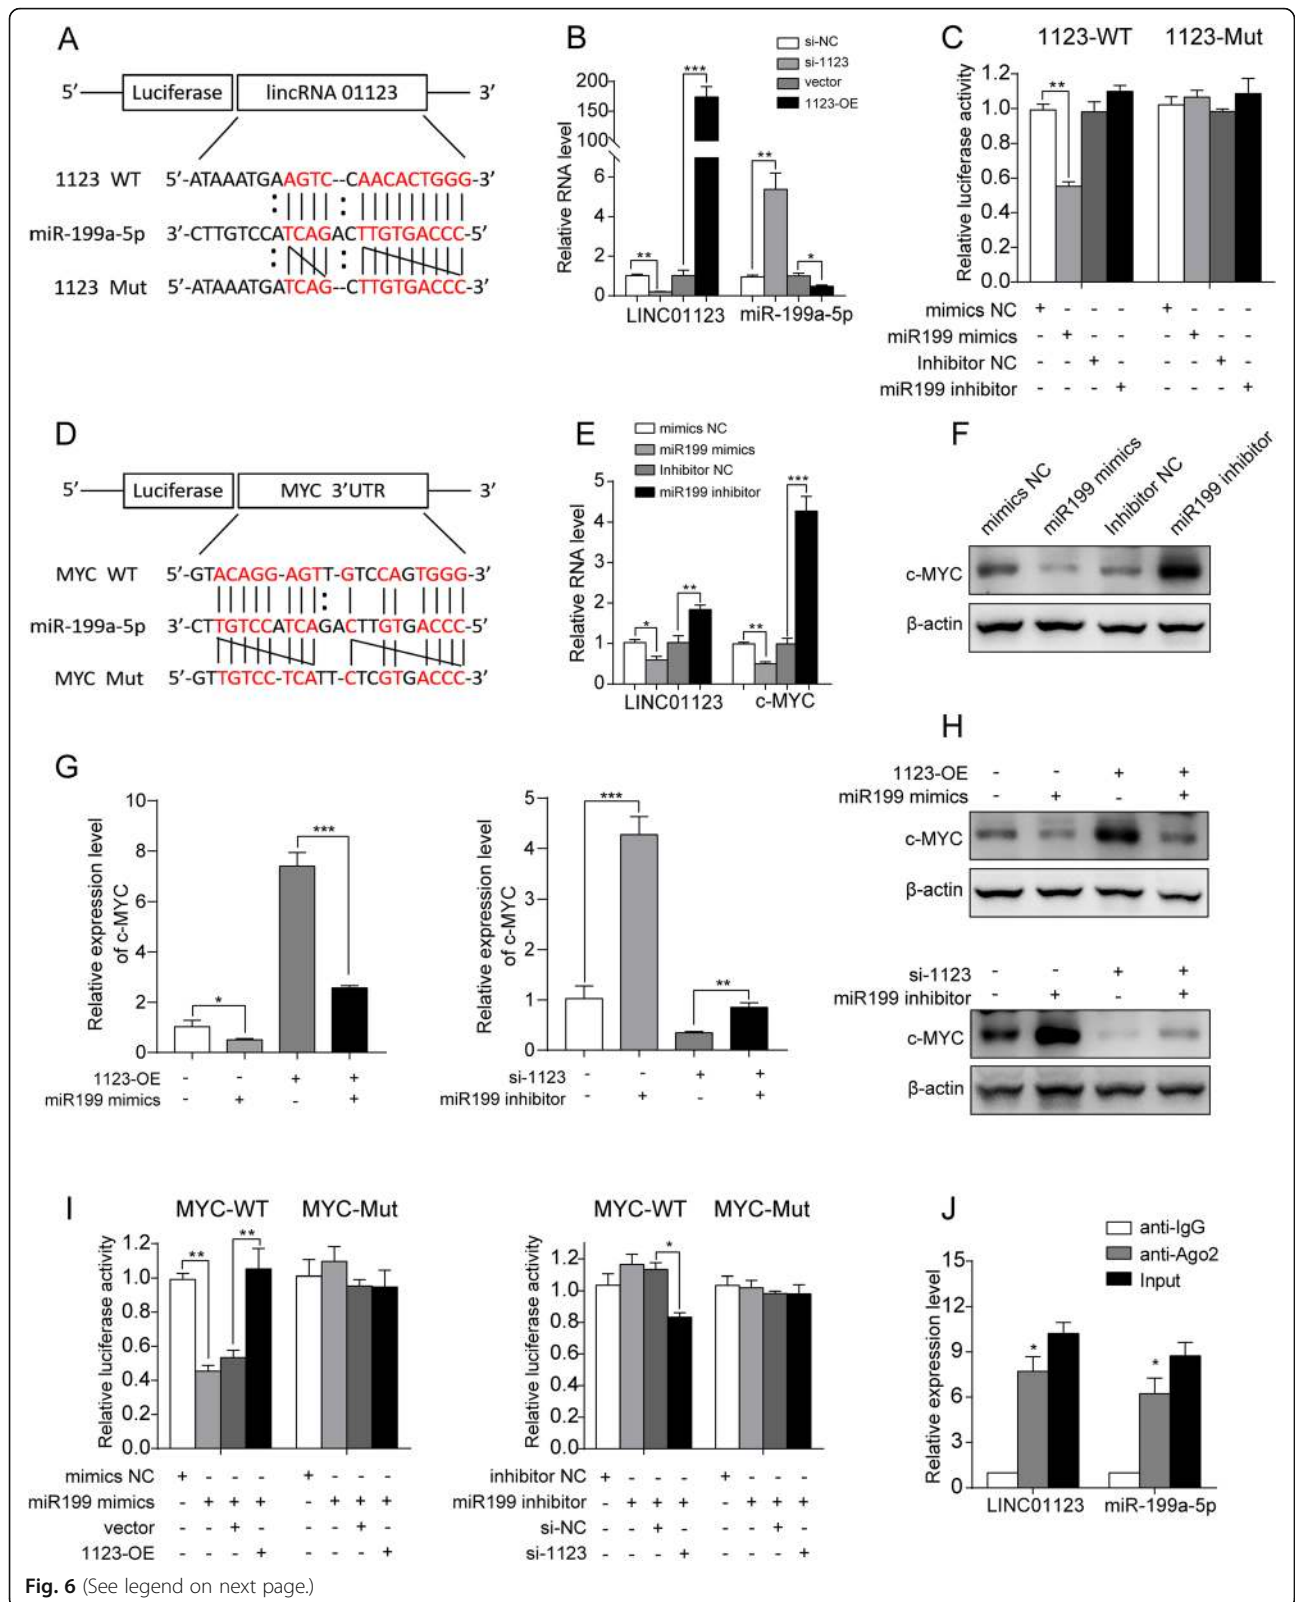 A
5′ Luciferase lincRNA 01123 3′
1123 WT 5′-ATAAATGAAGTC--CAACACTGGG-3′
miR-199a-5p 3′-CTTGTCCATCAGACTTGTGACCC-5′
1123 Mut 5′-ATAAATGATCAG--CTTGTGACCC-3′
B
si-NC
si-1123
vector
1123-OE
Relative RNA level
200
150
100
6
4
2
0
** *** ** *
LINC01123 miR-199a-5p
C
1123-WT 1123-Mut
Relative luciferase activity
1.2
1.0
0.8
0.6
0.4
0.2
0.0
**
mimics NC + - - - + - - -
miR199 mimics - + - - - + - -
Inhibitor NC - - + - - - + -
miR199 inhibitor - - - + - - - +
D
5′ Luciferase MYC 3′UTR 3′
MYC WT 5′-GTACAGG-AGTT-GTCCAGTGGG-3′
miR-199a-5p 3′-CTTGTCCATCAGACTTGTGACCC-5′
MYC Mut 5′-GTTGTCC-TCATT-CTCGTGACCC-3′
E
mimics NC
miR199 mimics
Inhibitor NC
miR199 inhibitor
Relative RNA level
5
4
2
1
0
* ** ** ***
LINC01123 c-MYC
F
mimics NC miR199 mimics Inhibitor NC miR199 inhibitor
c-MYC
β-actin
G
Relative expression level
of c-MYC
10
8
6
4
2
0
* ***
1123-OE - - + +
miR199 mimics - + - +
Relative expression level
of c-MYC
5
4
3
2
1
0
*** **
si-1123 - - + +
miR199 inhibitor - + - +
H
1123-OE - - + +
miR199 mimics - + - +
c-MYC
β-actin
si-1123 - - + +
miR199 inhibitor - + - +
c-MYC
β-actin
I
MYC-WT MYC-Mut
Relative luciferase activity
1.2
1.0
0.8
0.6
0.4
0.2
0.0
** **
mimics NC + - - - + - - -
miR199 mimics - + + + - + + +
vector - - + - - - + -
1123-OE - - - + - - - +
MYC-WT MYC-Mut
Relative luciferase activity
1.2
1.0
0.8
0.6
0.4
0.2
0.0
*
inhibitor NC + - - - + - - -
miR199 inhibitor - + + + - + + +
si-NC - - + - - - + -
si-1123 - - - + - - - +
J
anti-IgG
anti-Ago2
Input
Relative expression level
15
12
9
6
3
0
* *
LINC01123 miR-199a-5p
Fig. 6 (See legend on next page.)